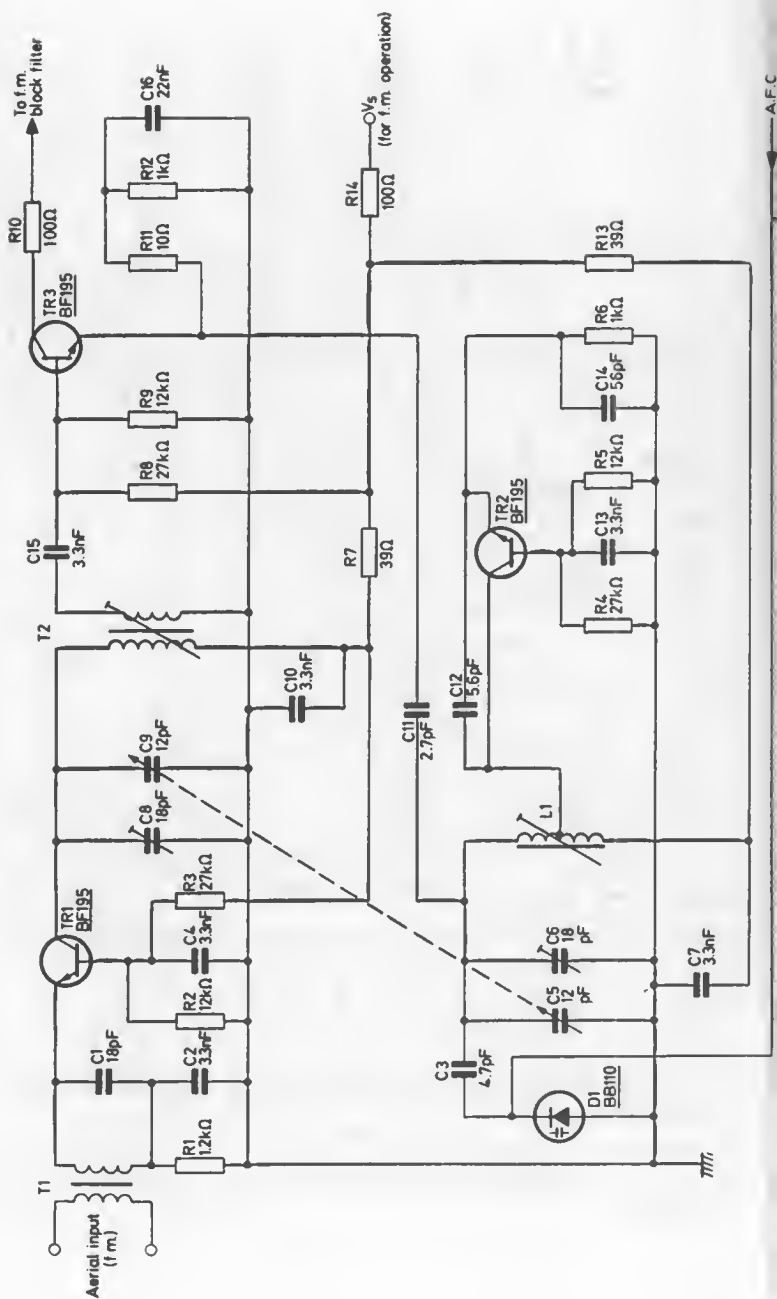 Aerial input
(f m.)
T1
R1
1.2kΩ
C1
18pF
C2
3.3nF
R2
12kΩ
TR1
BF195
C4
3.3nF
R3
27kΩ
C8
18pF
C9
12pF
C10
3.3nF
T2
C15
3.3nF
R7
39Ω
R8
27kΩ
R9
12kΩ
TR3
BF195
R10
100Ω
To f.m.
block filter
R11
10Ω
R12
1kΩ
C16
22nF
R14
100Ω
Vs
(for f.m. operation)
D1
BB110
C3
4.7pF
C5
12
pF
C6
18
pF
C7
3.3nF
L1
C11
2.7pF
C12
5.6pF
R4
27kΩ
C13
3.3nF
TR2
BF195
R5
12kΩ
C14
56pF
R6
1kΩ
R13
39Ω
A.F.C